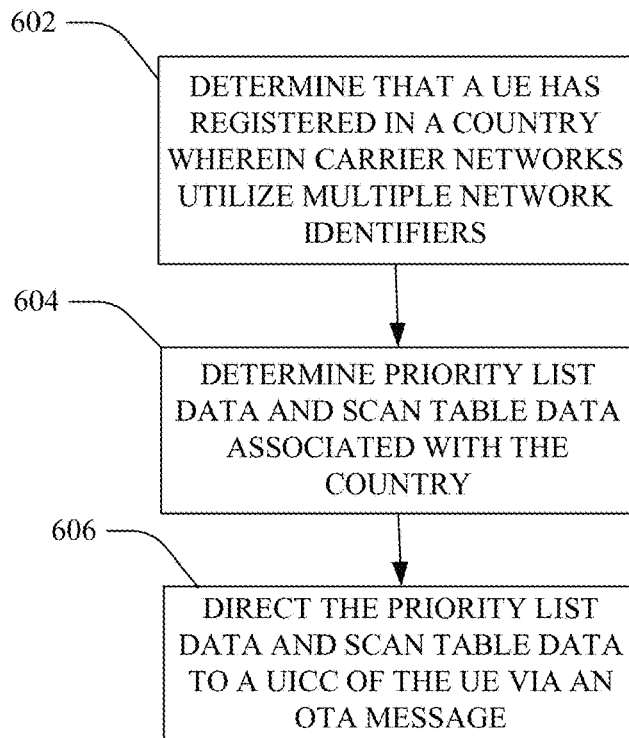 602
DETERMINE THAT A UE HAS
REGISTERED IN A COUNTRY
WHEREIN CARRIER NETWORKS
UTILIZE MULTIPLE NETWORK
IDENTIFIERS
604
DETERMINE PRIORITY LIST
DATA AND SCAN TABLE DATA
ASSOCIATED WITH THE
COUNTRY
606
DIRECT THE PRIORITY LIST
DATA AND SCAN TABLE DATA
TO A UICC OF THE UE VIA AN
OTA MESSAGE